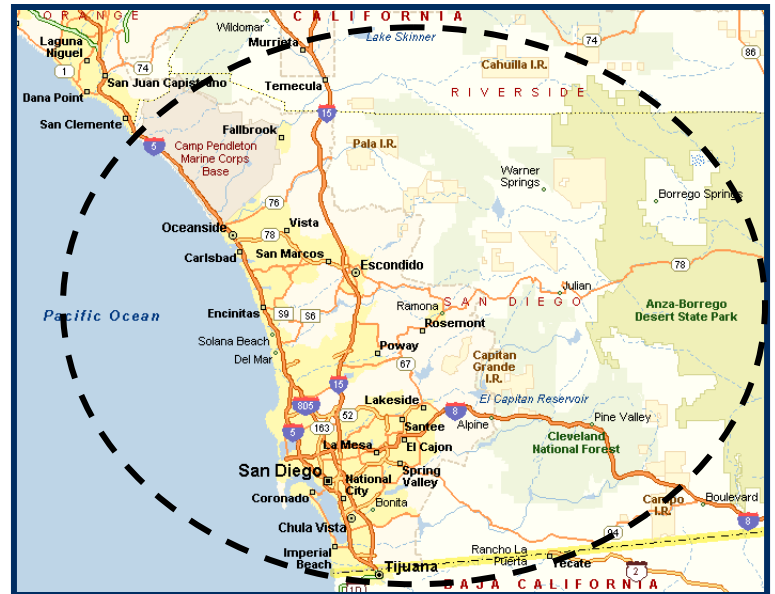 ORANGE
CALIFORNIA
Wildomar
Murrieta
Lake Skinner
74
86
Laguna
Niguel
1
74
San Juan Capistrano
Temecula
Cahuilla I.R.
RIVERSIDE
Dana Point
15
San Clemente
Fallbrook
5
Camp Pendleton
Marine Corps
Base
Pala I.R.
Warner
Springs
Borrego Springs
76
Oceanside
Vista
78
Carlsbad
San Marcos
Escondido
78
Julian
Ramona
SAN DIEGO
Anza-Borrego
Desert State Park
Pacific Ocean
Encinitas
S9
S6
Rosemont
Solana Beach
Del Mar
Poway
67
Capitan
Grande
I.R.
15
El Capitan Reservoir
805
Lakeside
52
8
163
Santee
Alpine
Pine Valley
5
La Mesa
El Cajon
Cleveland
National Forest
San Diego
National
City
Spring
Valley
Coronado
Bonita
Campo
I.R.
Boulevard
Chula Vista
8
94
Imperial
Beach
Rancho La
Puerta
Tecate
Tijuana
2
BAJA CALIFORNIA
D1D